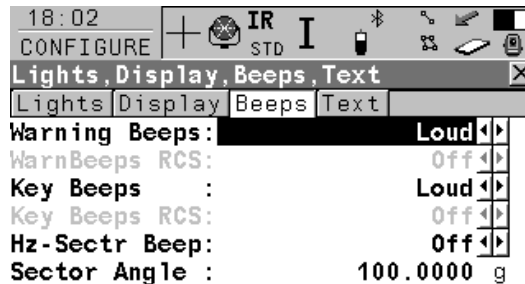 18:02
IR
CONFIGURE
STD
I
Lights,Display,Beeps,Text
Lights Display Beeps Text
Warning Beeps: Loud
WarnBeeps RCS: Off
Key Beeps : Loud
Key Beeps RCS: Off
Hz-Sectr Beep: Off
Sector Angle : 100.0000 g